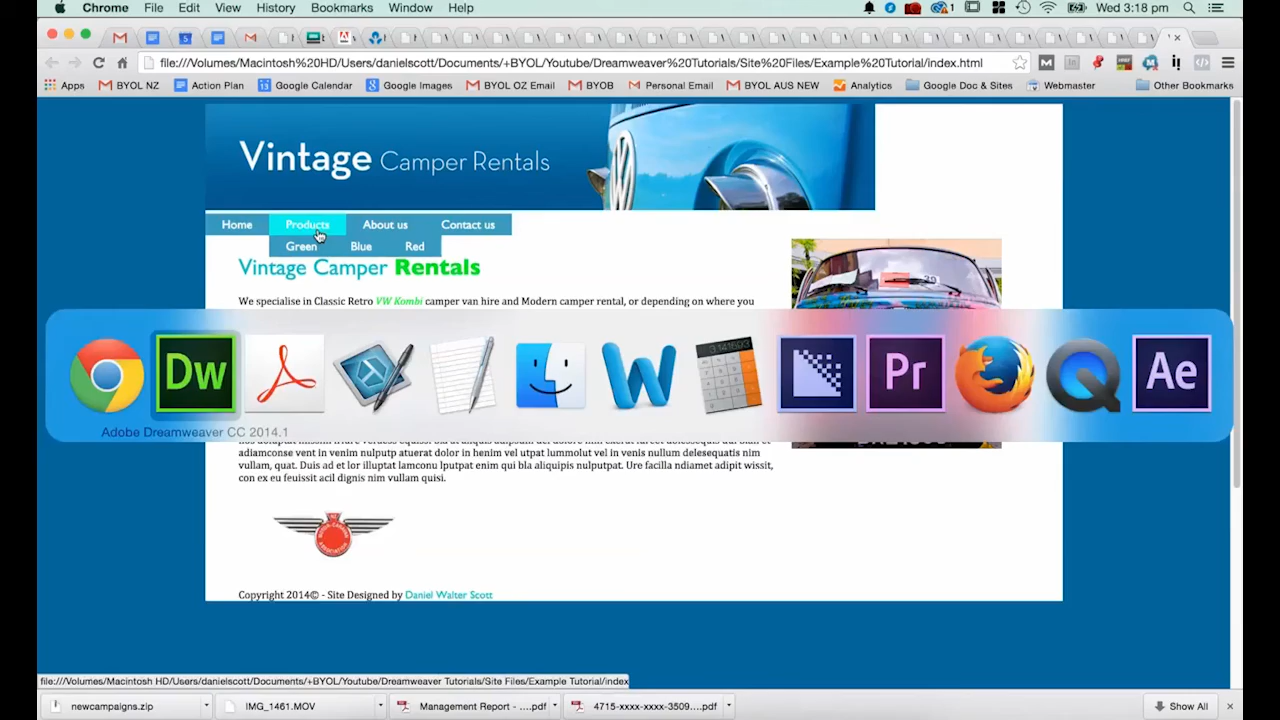 Chrome File Edit View History Bookmarks Window Help 1 Wed 3:18 pm
file:///Volumes/Macintosh%20HD/Users/danielscott/Documents/+BYOL/Youtube/Dreamweaver%20Tutorials/Site%20Files/Example%20Tutorial/index.html
Apps BYOL NZ Action Plan Google Calendar Google Images BYOL OZ Email BYOB Personal Email BYOL AUS NEW Analytics Google Doc & Sites Webmaster Other Bookmarks
Vintage Camper Rentals
Home Products About us Contact us
Green Blue Red
Vintage Camper Rentals
We specialise in Classic Retro VW Kombi camper van hire and Modern camper rental, or depending on where you
Dw W 3.141593 Pr Ae
Adobe Dreamweaver CC 2014.1
adiamconse vent in venim nulputp atuerat dolor in henim vel utpat lummolut vel in venis nullum delesequatis nim
vullam, quat. Duis ad et lor illuptat lamconu lputpat enim qui bla aliquipis nulputpat. Ure facilla ndiamet adipit wissit,
con ex eu feuissit acil dignis nim vullam quisi.
Copyright 2014© - Site Designed by Daniel Walter Scott
file:///Volumes/Macintosh HD/Users/danielscott/Documents/+BYOL/Youtube/Dreamweaver Tutorials/Site Files/Example Tutorial/index
newcampaigns.zip IMG_1461.MOV Management Report - ....pdf 4715-xxxx-xxxx-3509....pdf Show All